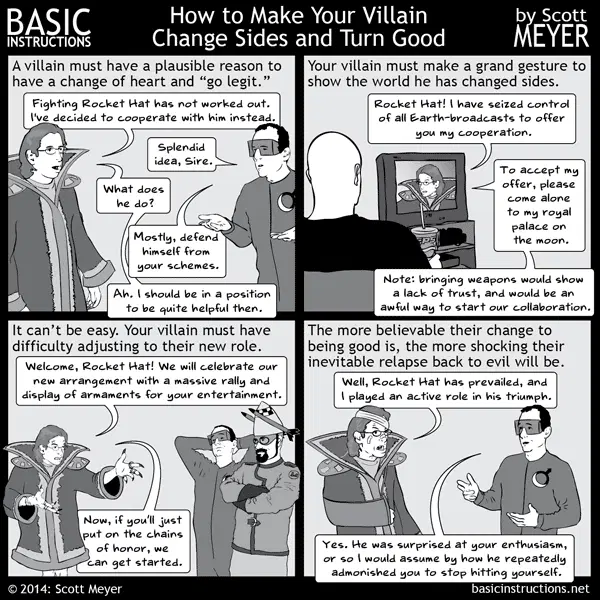 BASIC
INSTRUCTIONS
How to Make Your Villain
Change Sides and Turn Good
by Scott
MEYER
A villain must have a plausible reason to
have a change of heart and “go legit.”
Fighting Rocket Hat has not worked out.
I've decided to cooperate with him instead.
Splendid
idea, Sire.
What does
he do?
Mostly, defend
himself from
your schemes.
Ah. I should be in a position
to be quite helpful then.
Your villain must make a grand gesture to
show the world he has changed sides.
Rocket Hat! I have seized control
of all Earth-broadcasts to offer
you my cooperation.
To accept my
offer, please
come alone
to my royal
palace on
the moon.
Note: bringing weapons would show
a lack of trust, and would be an
awful way to start our collaboration.
It can’t be easy. Your villain must have
difficulty adjusting to their new role.
Welcome, Rocket Hat! We will celebrate our
new arrangement with a massive rally and
display of armaments for your entertainment.
Now, if you'll just
put on the chains
of honor, we
can get started.
The more believable their change to
being good is, the more shocking their
inevitable relapse back to evil will be.
Well, Rocket Hat has prevailed, and
I played an active role in his triumph.
Yes. He was surprised at your enthusiasm,
or so I would assume by how he repeatedly
admonished you to stop hitting yourself.
© 2014: Scott Meyer
basicinstructions.net